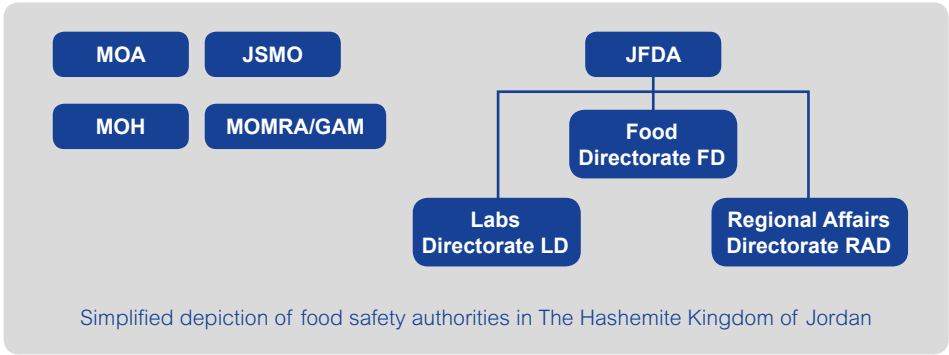 MOA
JSMO
JFDA
MOH
MOMRA/GAM
Food
Directorate FD
Labs
Directorate LD
Regional Affairs
Directorate RAD
Simplified depiction of food safety authorities in The Hashemite Kingdom of Jordan